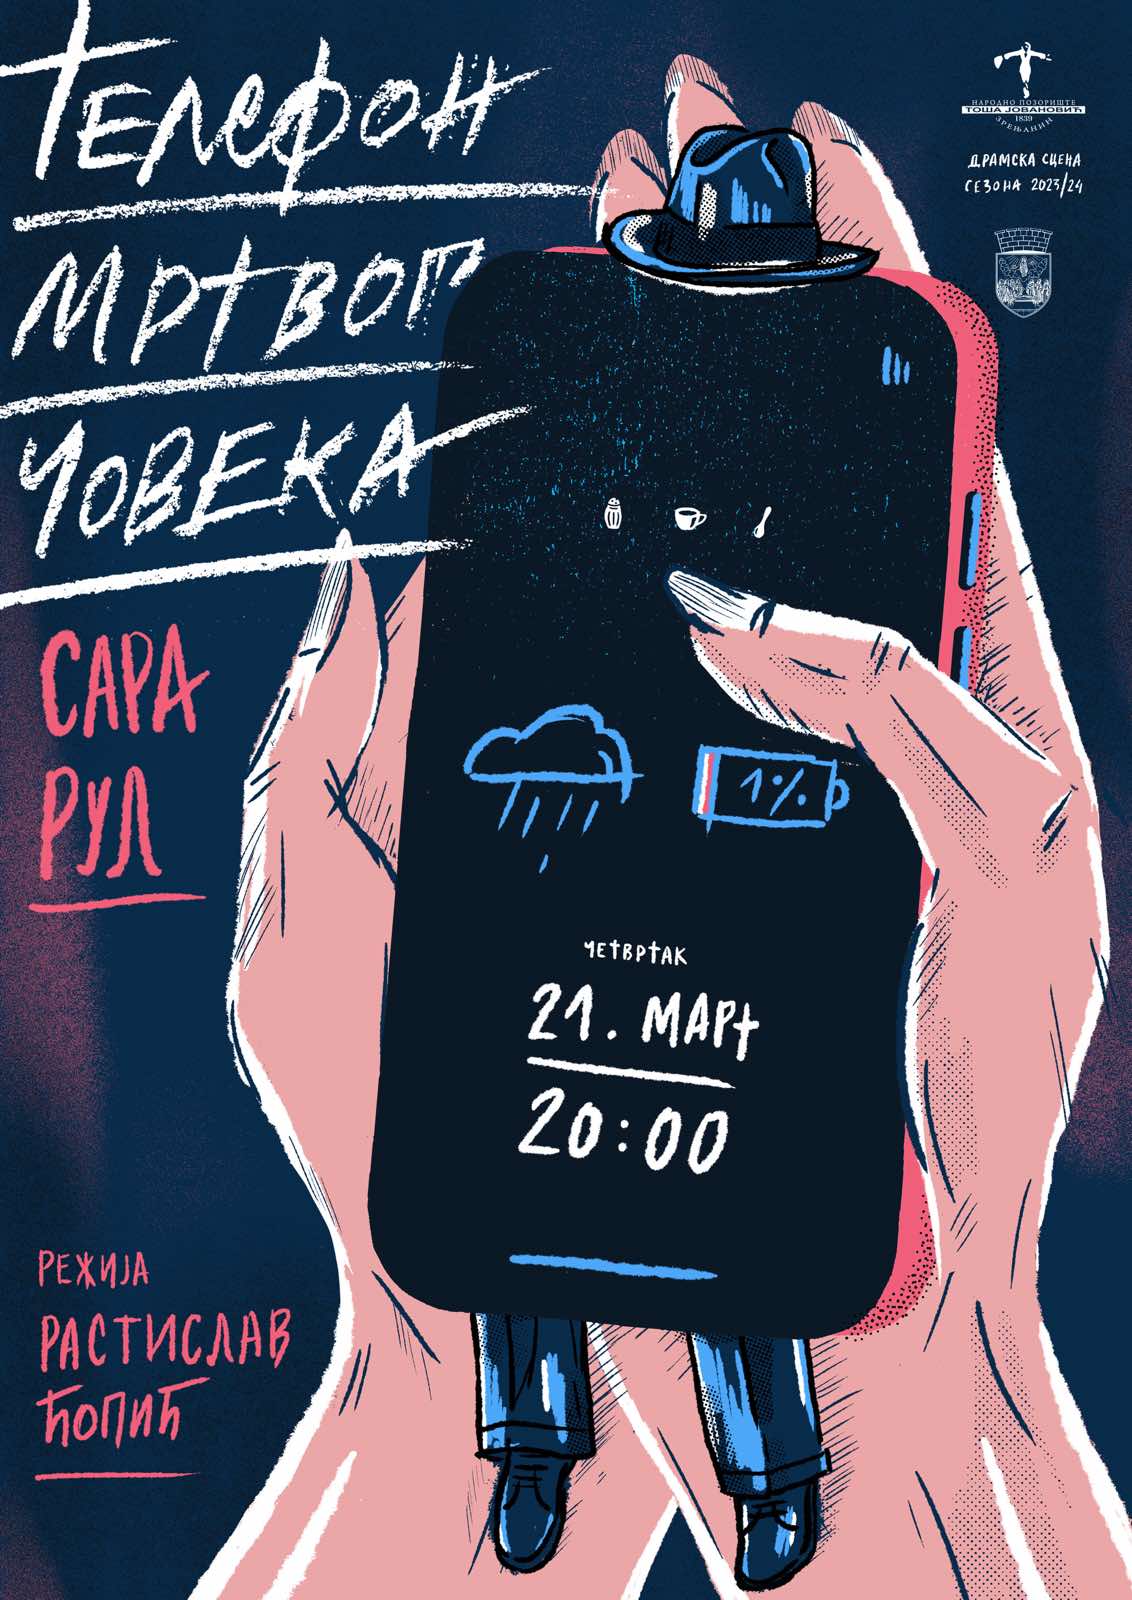 Телефон
мртвог
човека
САРА
РУЛ
РЕЖИЈА
РАСТИСЛАВ
ЋОПИЋ
НАРОДНО ПОЗОРИШТЕ
ТОША ЈОВАНОВИЋ
1839
ЗРЕЊАНИН
ДРАМСКА СЦЕНА
СЕЗОНА 2023/24
1%
ЧЕТВРТАК
21. МАРТ
20:00